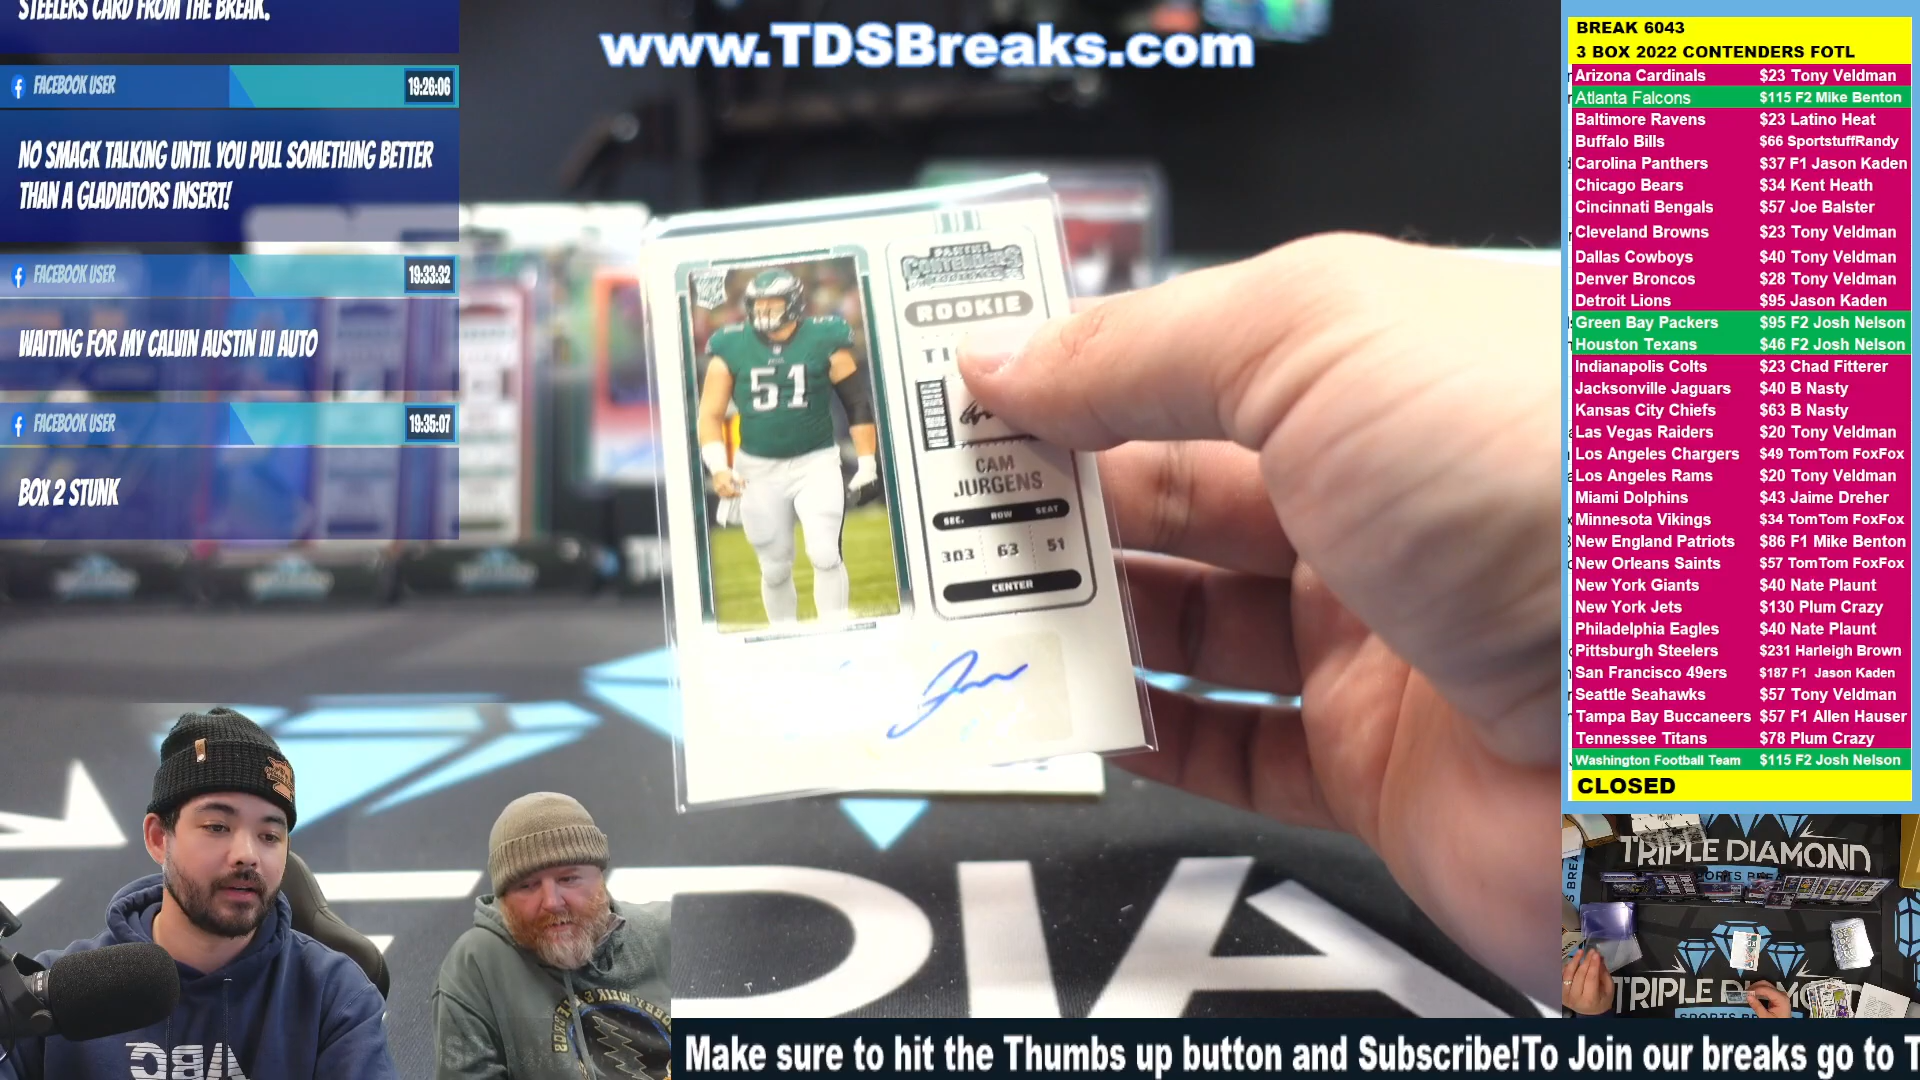 STEELERS CARD FROM THE BREAK.
FACEBOOK USER
19:26:06
NO SMACK TALKING UNTIL YOU PULL SOMETHING BETTER
THAN A GLADIATORS INSERT!
FACEBOOK USER
19:33:32
WAITING FOR MY CALVIN AUSTIN III AUTO
FACEBOOK USER
19:35:07
BOX 2 STUNK
www.TDSBreaks.com
PANINI
CONTENDERS
ROOKIE
TI
51
CAM
JURGENS
SEC. ROW SEAT
303 63 51
CENTER
DIA
BREAK 6043
3 BOX 2022 CONTENDERS FOTL
Arizona Cardinals $23 Tony Veldman
Atlanta Falcons $115 F2 Mike Benton
Baltimore Ravens $23 Latino Heat
Buffalo Bills $66 SportstuffRandy
Carolina Panthers $37 F1 Jason Kaden
Chicago Bears $34 Kent Heath
Cincinnati Bengals $57 Joe Balster
Cleveland Browns $23 Tony Veldman
Dallas Cowboys $40 Tony Veldman
Denver Broncos $28 Tony Veldman
Detroit Lions $95 Jason Kaden
Green Bay Packers $95 F2 Josh Nelson
Houston Texans $46 F2 Josh Nelson
Indianapolis Colts $23 Chad Fitterer
Jacksonville Jaguars $40 B Nasty
Kansas City Chiefs $63 B Nasty
Las Vegas Raiders $20 Tony Veldman
Los Angeles Chargers $49 TomTom FoxFox
Los Angeles Rams $20 Tony Veldman
Miami Dolphins $43 Jaime Dreher
Minnesota Vikings $34 TomTom FoxFox
New England Patriots $86 F1 Mike Benton
New Orleans Saints $57 TomTom FoxFox
New York Giants $40 Nate Plaunt
New York Jets $130 Plum Crazy
Philadelphia Eagles $40 Nate Plaunt
Pittsburgh Steelers $231 Harleigh Brown
San Francisco 49ers $187 F1 Jason Kaden
Seattle Seahawks $57 Tony Veldman
Tampa Bay Buccaneers $57 F1 Allen Hauser
Tennessee Titans $78 Plum Crazy
Washington Football Team $115 F2 Josh Nelson
CLOSED
TRIPLE DIAMOND
TRIPLE DIAMOND
Make sure to hit the Thumbs up button and Subscribe!To Join our breaks go to T